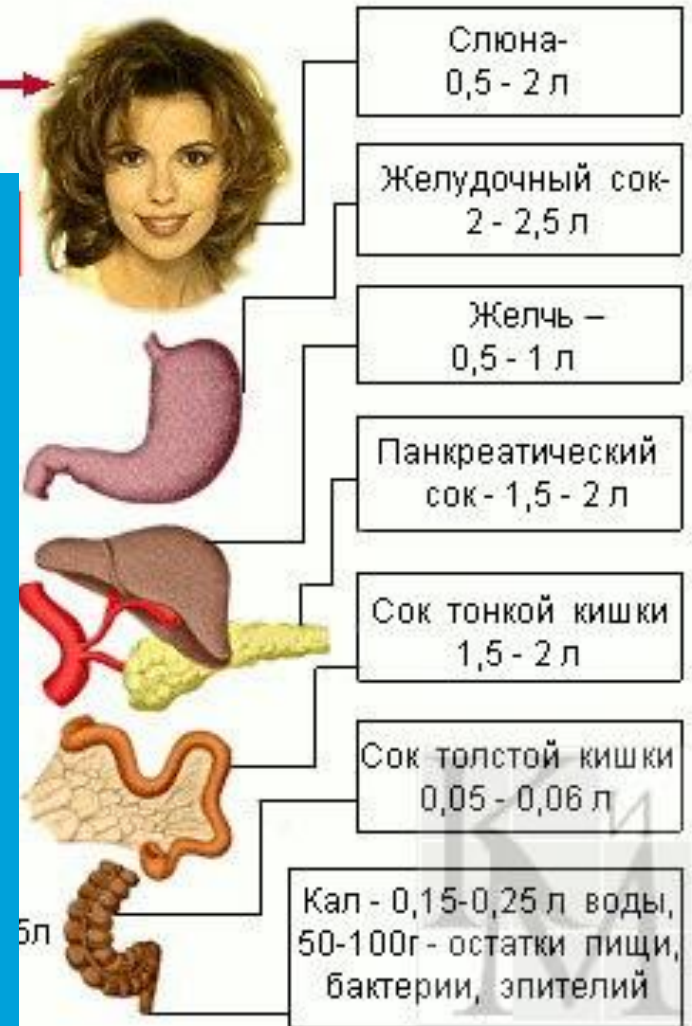 Слюна-
0,5 - 2 л
Желудочный сок-
2 - 2,5 л
Желчь –
0,5 - 1 л
Панкреатический
сок - 1,5 - 2 л
Сок тонкой кишки
1,5 - 2 л
Сок толстой кишки
0,05 - 0,06 л
Кал - 0,15-0,25 л воды,
50-100г - остатки пищи,
бактерии, эпителий
КиМ